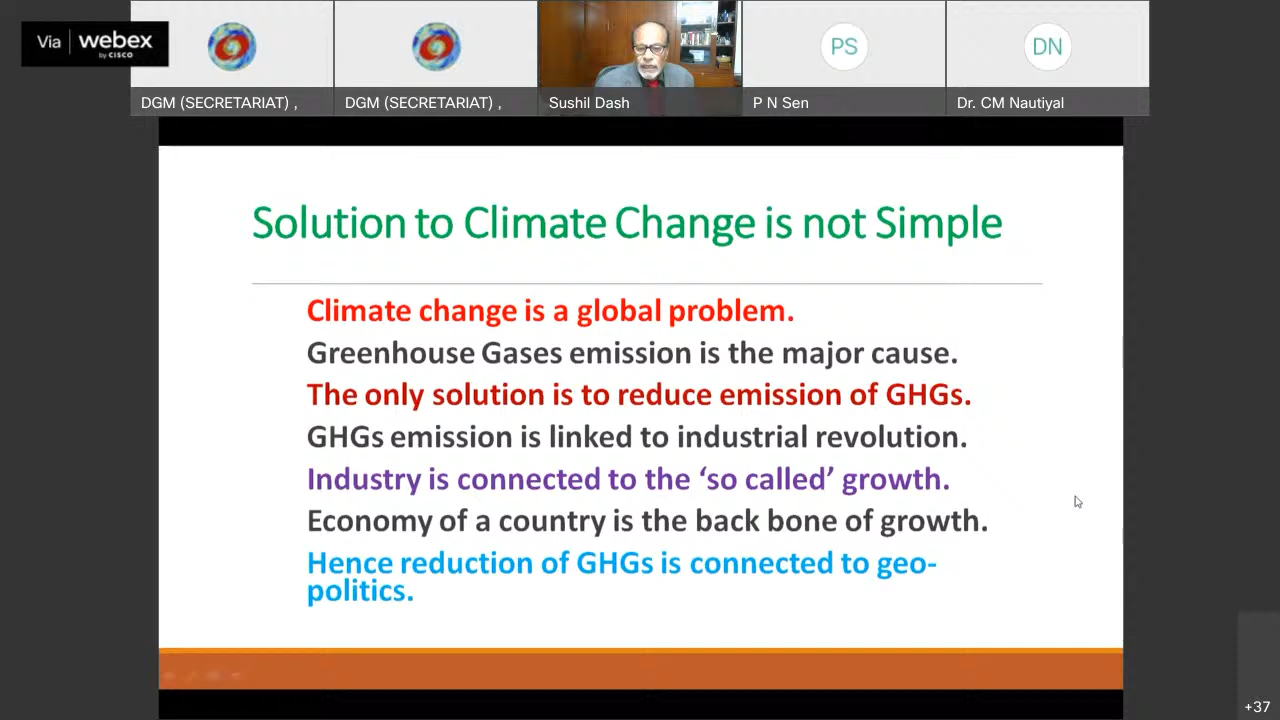 Via webex
by CISCO
PS
DN
DGM (SECRETARIAT) ,
DGM (SECRETARIAT) ,
Sushil Dash
P N Sen
Dr. CM Nautiyal
Solution to Climate Change is not Simple
Climate change is a global problem.
Greenhouse Gases emission is the major cause.
The only solution is to reduce emission of GHGs.
GHGs emission is linked to industrial revolution.
Industry is connected to the ‘so called’ growth.
Economy of a country is the back bone of growth.
Hence reduction of GHGs is connected to geo-
politics.
+37